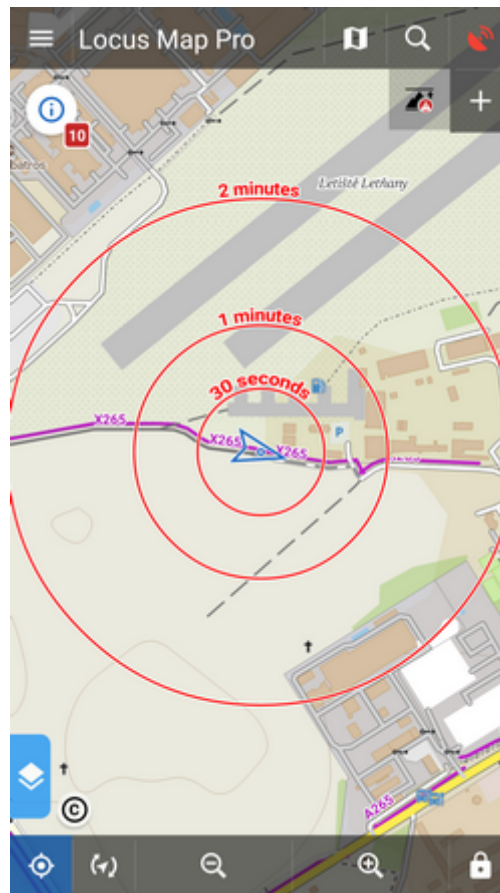 Locus Map Pro
10
2 minutes
Letiště Letňany
1 minutes
30 seconds
X265
X265
X265
P
A265
©